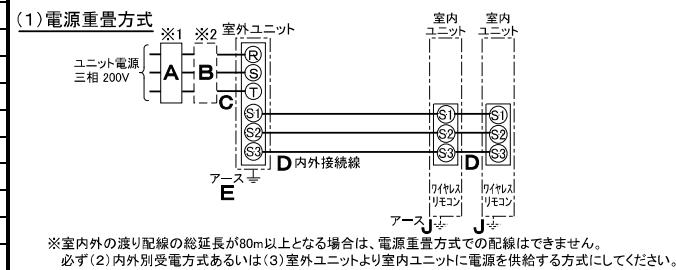 (1)電源重畳方式
※1 ※2 室外ユニット
室内
ユニット
室内
ユニット
ユニット電源
三相 200V
A B C
R
S
T
S1 S1 S1
S2 S2 S2
S3 S3 S3
D 内外接続線 D
アース
E
ワイヤレス
リモコン
ワイヤレス
リモコン
アース J J
※室内外の渡り配線の総延長が80m以上となる場合は、電源重畳方式での配線はできません。
必ず(2)内外別受電方式あるいは(3)室外ユニットより室内ユニットに電源を供給する方式にしてください。